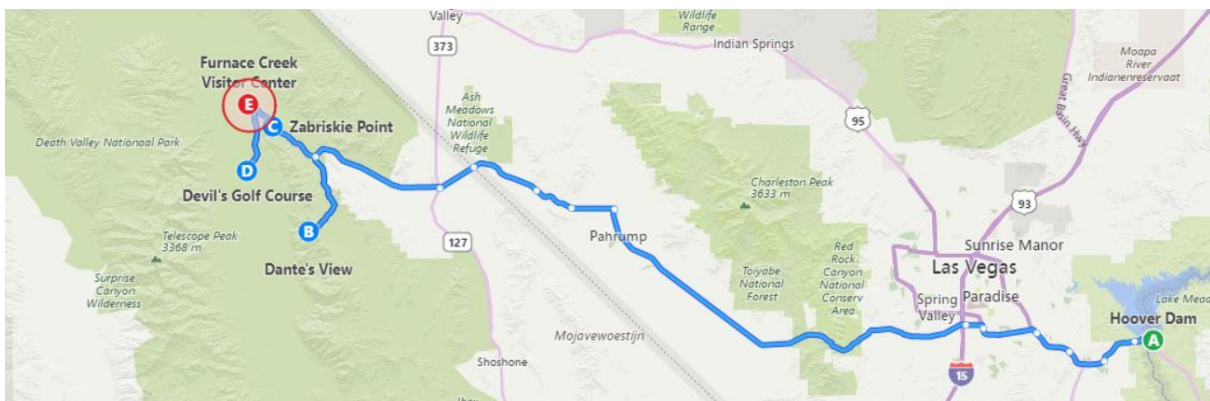 Valley
373
Wildlife
Range
Indian Springs
Moapa
River
Indianenreservaat
Great Basin Hwy
95
Furnace Creek
Visitor Center
E
C
Zabriskie Point
Ash
Meadows
National
Wildlife
Refuge
Death Valley Nationaal Park
D
Devil's Golf Course
Charleston Peak
3633 m
93
B
Telescope Peak
3368 m
127
Pahrump
Sunrise Manor
Las Vegas
Dante's View
Surprise
Canyon
Wilderness
Toiyabe
National
Forest
Red
Rock
Canyon
National
Conserv
Area
Spring
Valley
Paradise
Lake Mea
Hoover Dam
A
Mojavewoestijn
Shoshone
15